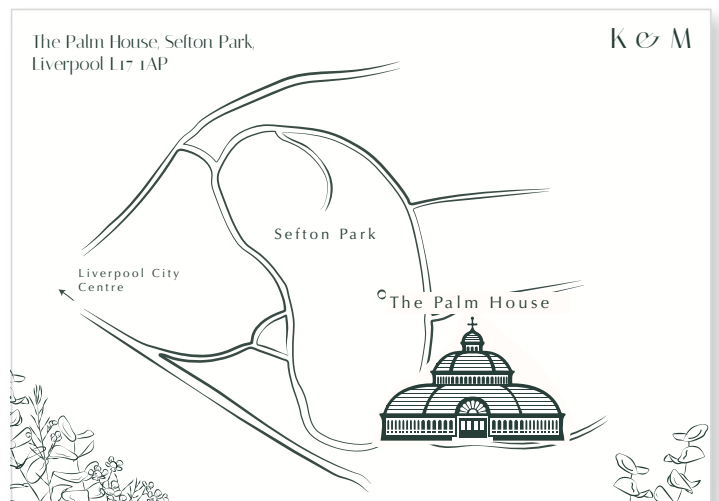 The Palm House, Sefton Park,
Liverpool L17 1AP
K & M
Sefton Park
Liverpool City
Centre
The Palm House